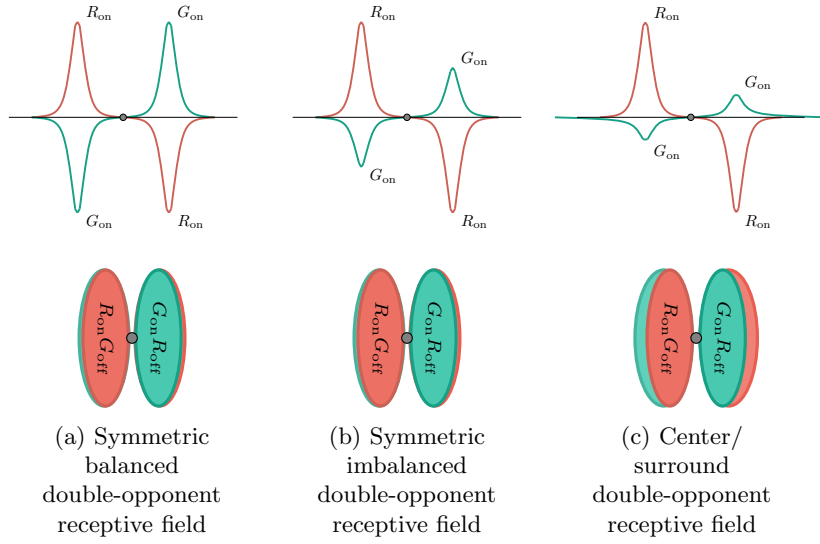 R_on
G_on
G_on
R_on
R_on
G_on
G_on
R_on
R_on
G_on
G_on
R_on
R_on G_off
G_on R_off
R_on G_off
G_on R_off
R_on G_off
G_on R_off
(a) Symmetric
balanced
double-opponent
receptive field
(b) Symmetric
imbalanced
double-opponent
receptive field
(c) Center/
surround
double-opponent
receptive field